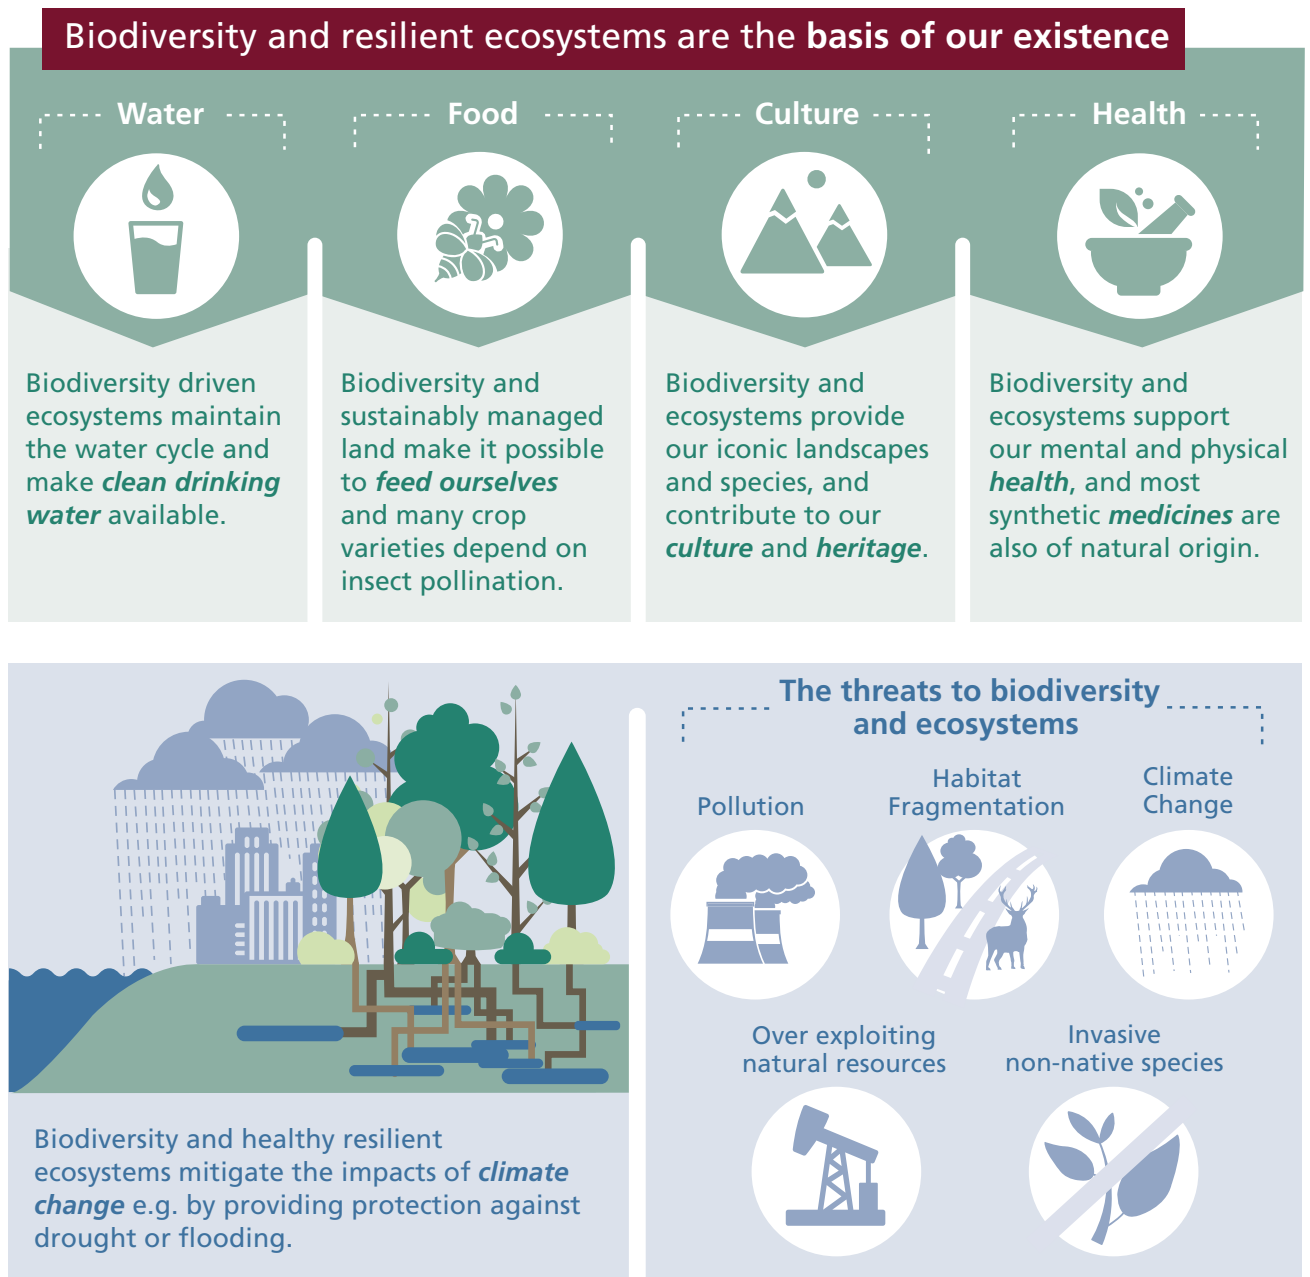 Biodiversity and resilient ecosystems are the basis of our existence
Water
Biodiversity driven
ecosystems maintain
the water cycle and
make clean drinking
water available.
Food
Biodiversity and
sustainably managed
land make it possible
to feed ourselves
and many crop
varieties depend on
insect pollination.
Culture
Biodiversity and
ecosystems provide
our iconic landscapes
and species, and
contribute to our
culture and heritage.
Health
Biodiversity and
ecosystems support
our mental and physical
health, and most
synthetic medicines are
also of natural origin.
Biodiversity and healthy resilient
ecosystems mitigate the impacts of climate
change e.g. by providing protection against
drought or flooding.
The threats to biodiversity
and ecosystems
Pollution
Habitat
Fragmentation
Climate
Change
Over exploiting
natural resources
Invasive
non-native species